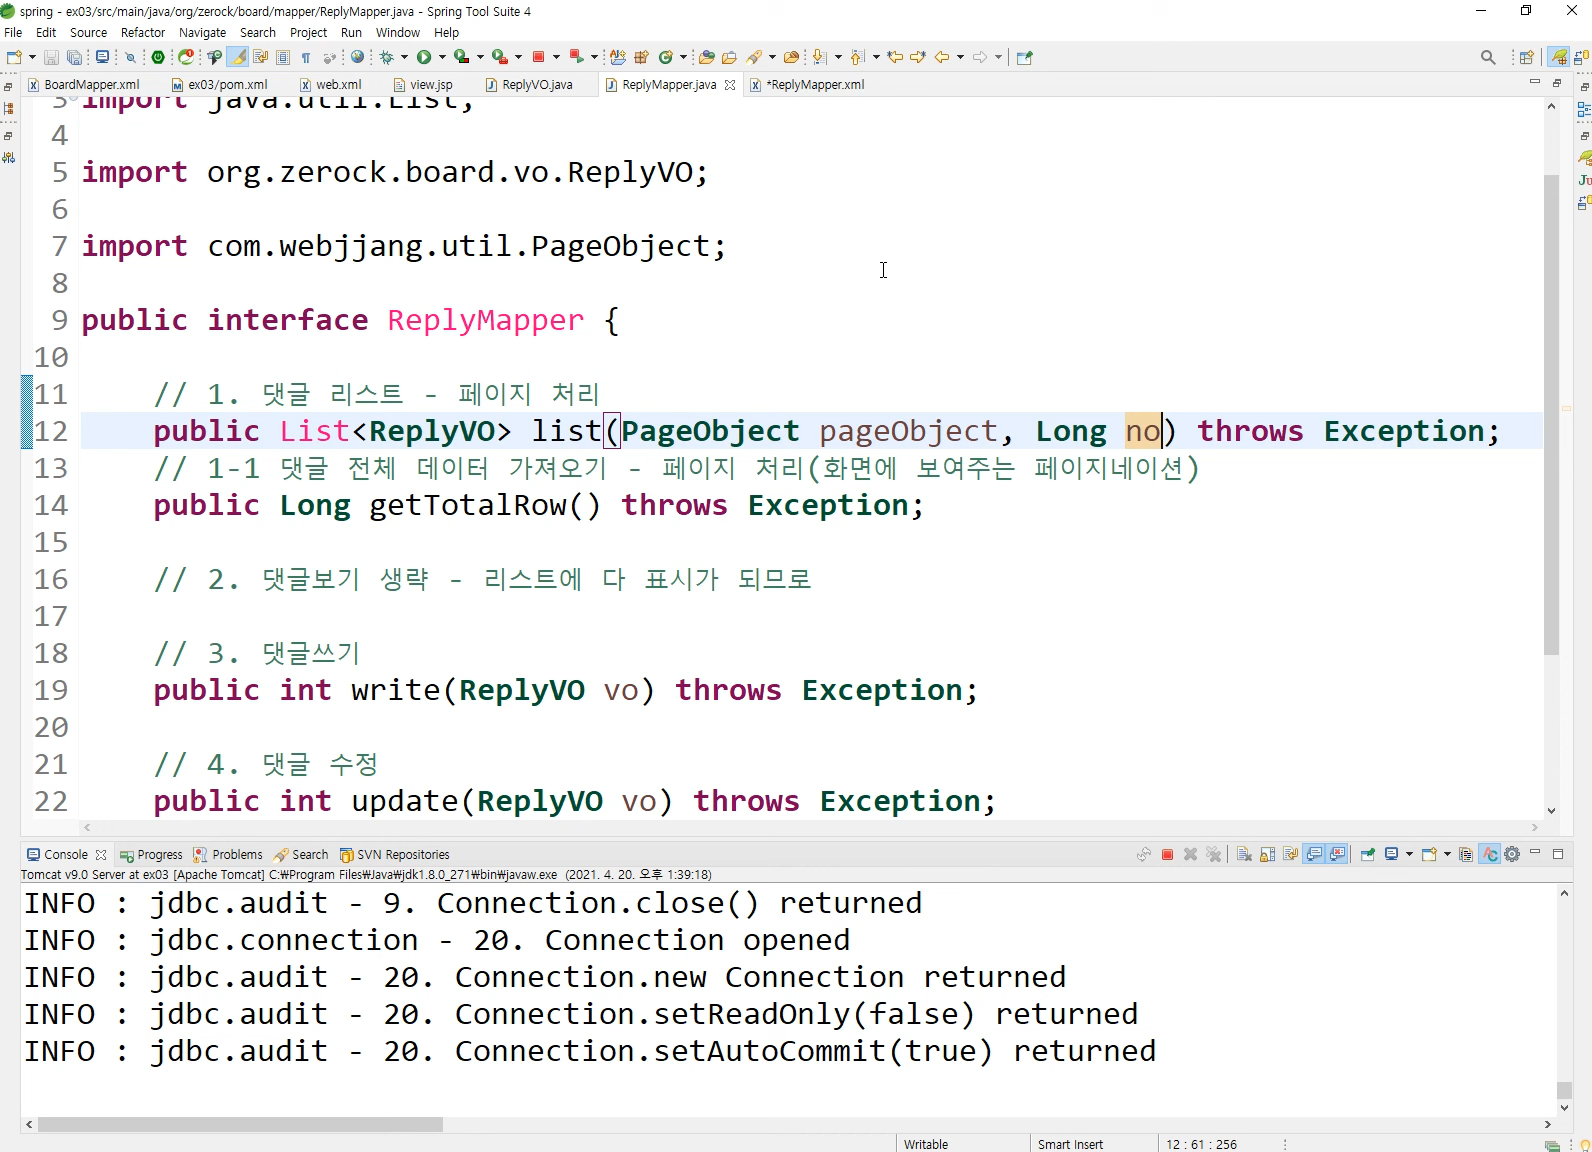 spring - ex03/src/main/java/org/zerock/board/mapper/ReplyMapper.java - Spring Tool Suite 4
File Edit Source Refactor Navigate Search Project Run Window Help
BoardMapper.xml ex03/pom.xml web.xml view.jsp ReplyVO.java ReplyMapper.java *ReplyMapper.xml
3 import java.util.List;
4
5 import org.zerock.board.vo.ReplyVO;
6
7 import com.webjjang.util.PageObject;
8
9 public interface ReplyMapper {
10
11 // 1. 댓글 리스트 - 페이지 처리
12 public List<ReplyVO> list(PageObject pageObject, Long no) throws Exception;
13 // 1-1 댓글 전체 데이터 가져오기 - 페이지 처리(화면에 보여주는 페이지네이션)
14 public Long getTotalRow() throws Exception;
15
16 // 2. 댓글보기 생략 - 리스트에 다 표시가 되므로
17
18 // 3. 댓글쓰기
19 public int write(ReplyVO vo) throws Exception;
20
21 // 4. 댓글 수정
22 public int update(ReplyVO vo) throws Exception;
Console Progress Problems Search SVN Repositories
Tomcat v9.0 Server at ex03 [Apache Tomcat] C:₩Program Files₩Java₩jdk1.8.0_271₩bin₩javaw.exe (2021. 4. 20. 오후 1:39:18)
INFO : jdbc.audit - 9. Connection.close() returned
INFO : jdbc.connection - 20. Connection opened
INFO : jdbc.audit - 20. Connection.new Connection returned
INFO : jdbc.audit - 20. Connection.setReadOnly(false) returned
INFO : jdbc.audit - 20. Connection.setAutoCommit(true) returned
Writable Smart Insert 12 : 61 : 256